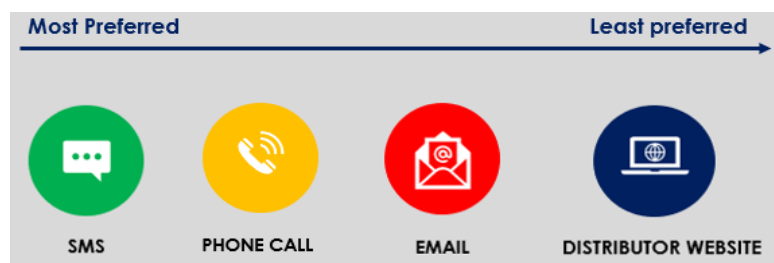 Most Preferred
Least preferred
SMS
PHONE CALL
EMAIL
DISTRIBUTOR WEBSITE